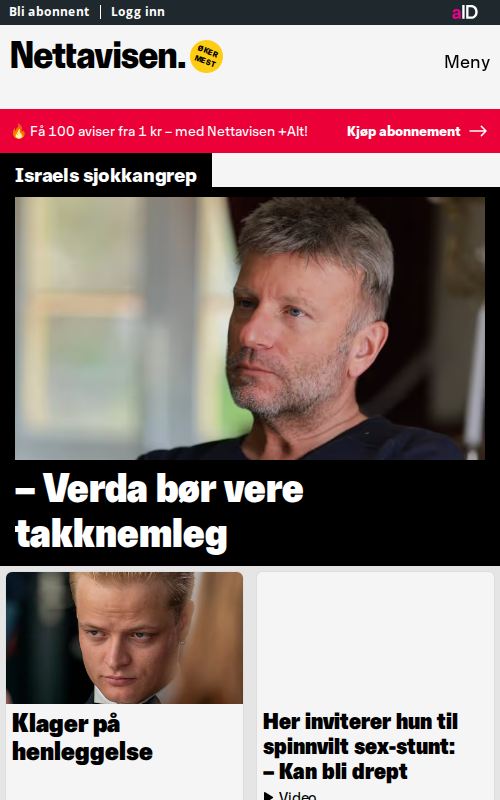 Bli abonnent | Logg inn
aID
Nettavisen.
ØKER
MEST
Meny
🔥 Få 100 aviser fra 1 kr – med Nettavisen +Alt!
Kjøp abonnement →
Israels sjokkangrep
– Verda bør vere
takknemleg
Klager på
henleggelse
Her inviterer hun til
spinnvilt sex-stunt:
– Kan bli drept
Video